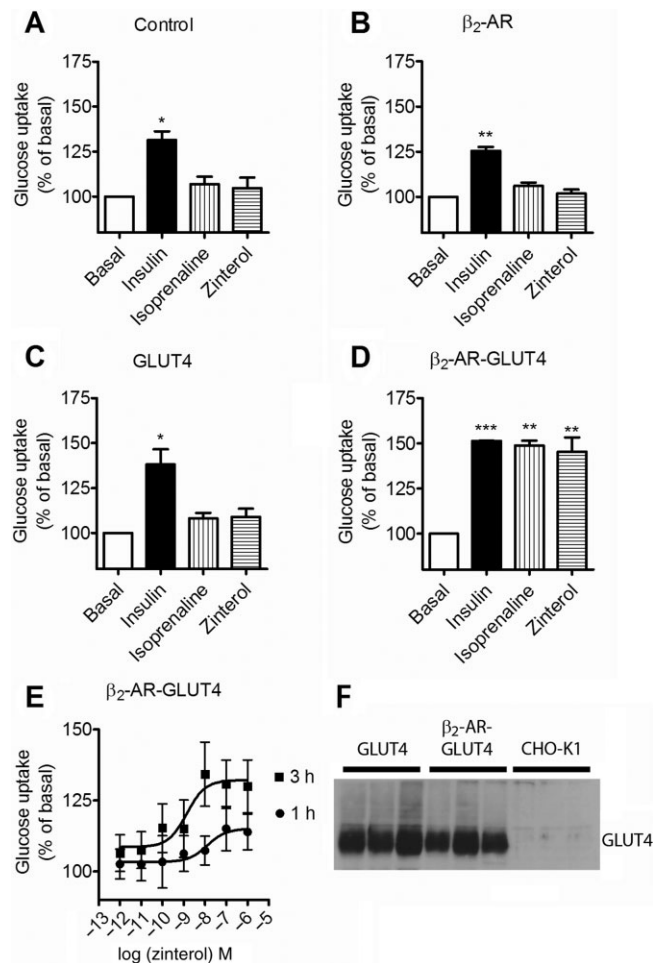 A
Control
Glucose uptake
(% of basal)
175
150
125
100
*
Basal
Insulin
Isoprenaline
Zinterol
B
β₂-AR
Glucose uptake
(% of basal)
175
150
125
100
**
Basal
Insulin
Isoprenaline
Zinterol
C
GLUT4
Glucose uptake
(% of basal)
175
150
125
100
*
Basal
Insulin
Isoprenaline
Zinterol
D
β₂-AR-GLUT4
Glucose uptake
(% of basal)
175
150
125
100
*** ** **
Basal
Insulin
Isoprenaline
Zinterol
E
β₂-AR-GLUT4
Glucose uptake
(% of basal)
150
125
100
3 h
1 h
–13 –12 –11 –10 –9 –8 –7 –6 –5
log (zinterol) M
F
GLUT4
β₂-AR-
GLUT4
CHO-K1
GLUT4